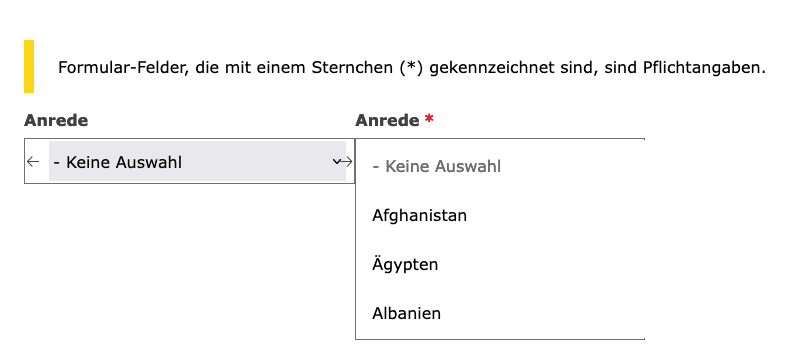 Formular-Felder, die mit einem Sternchen (*) gekennzeichnet sind, sind Pflichtangaben.
Anrede
- Keine Auswahl
Anrede *
- Keine Auswahl
Afghanistan
Ägypten
Albanien